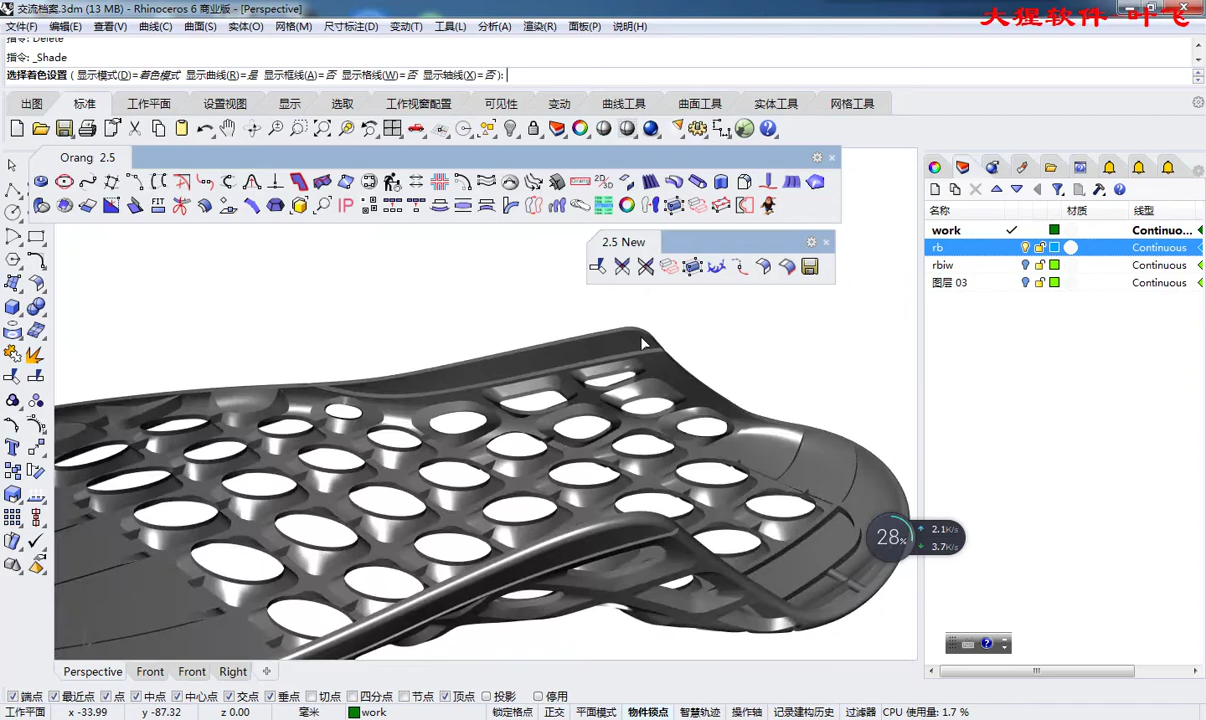 交流档案.3dm (13 MB) - Rhinoceros 6 商业版 - [Perspective]
大猩软件 叶飞
文件(F) 编辑(E) 查看(V) 曲线(C) 曲面(S) 实体(O) 网格(M) 尺寸标注(D) 变动(T) 工具(L) 分析(A) 渲染(R) 面板(P) 说明(H)
指令: _Delete
指令: _Shade
选择着色设置 ( 显示模式(D)=着色模式 显示曲线(R)=是 显示框线(A)=否 显示格线(W)=否 显示轴线(X)=否 ):
出图 标准 工作平面 设置视图 显示 选取 工作视窗配置 可见性 变动 曲线工具 曲面工具 实体工具 网格工具
Orang 2.5
FIT
IP
2D/3D
2.5 New
名称 材质 线型
work Continuo...
rb Continuous
rbiw Continuous
图层 03 Continuous
28%
2.1K/s
3.7K/s
Perspective Front Front Right
端点 最近点 点 中点 中心点 交点 垂点 切点 四分点 节点 顶点 投影 停用
工作平面 x -33.99 y -87.32 z 0.00 毫米 work 锁定格点 正交 平面模式 物件锁点 智慧轨迹 操作轴 记录建构历史 过滤器 CPU 使用量: 1.7 %